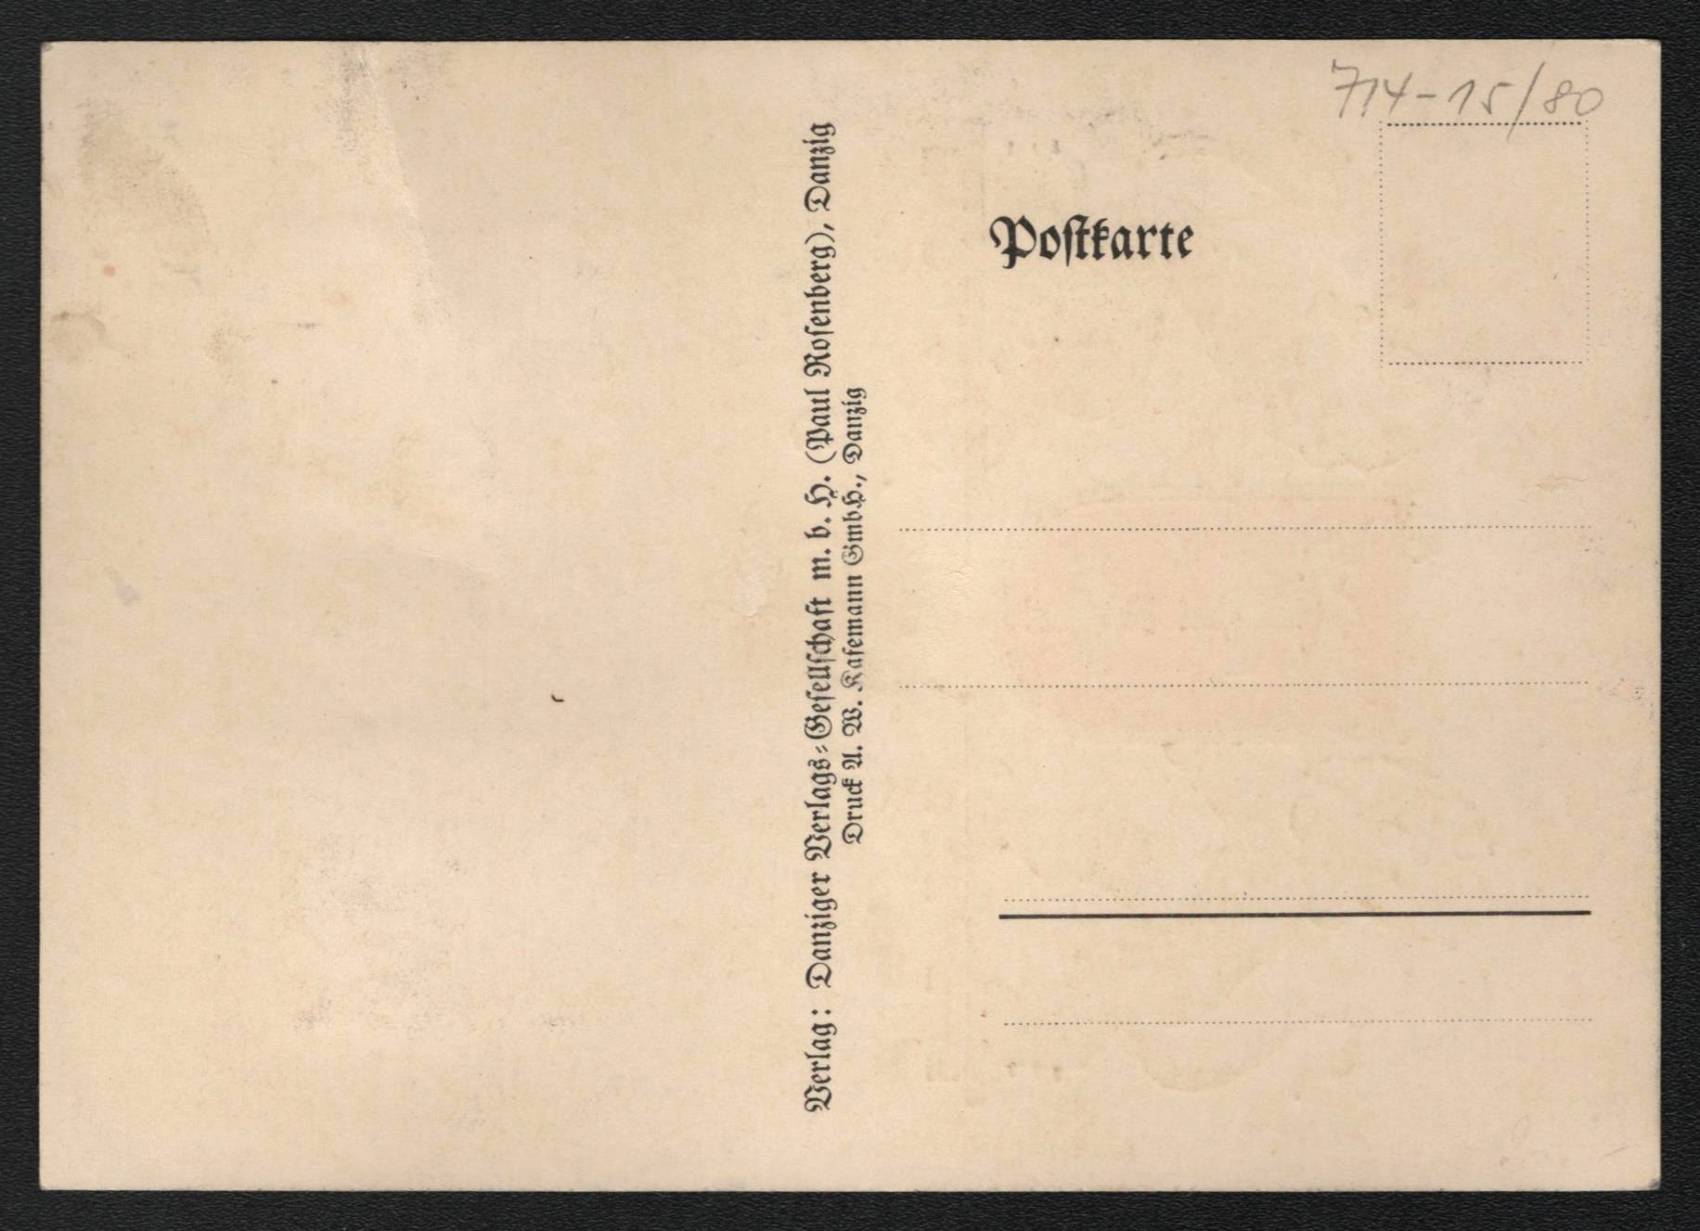 714-15/80
Postkarte
Verlag: Danziger Verlags-Gesellschaft m. b. H. (Paul Rosenberg), Danzig
Druck A. W. Kafemann GmbH., Danzig